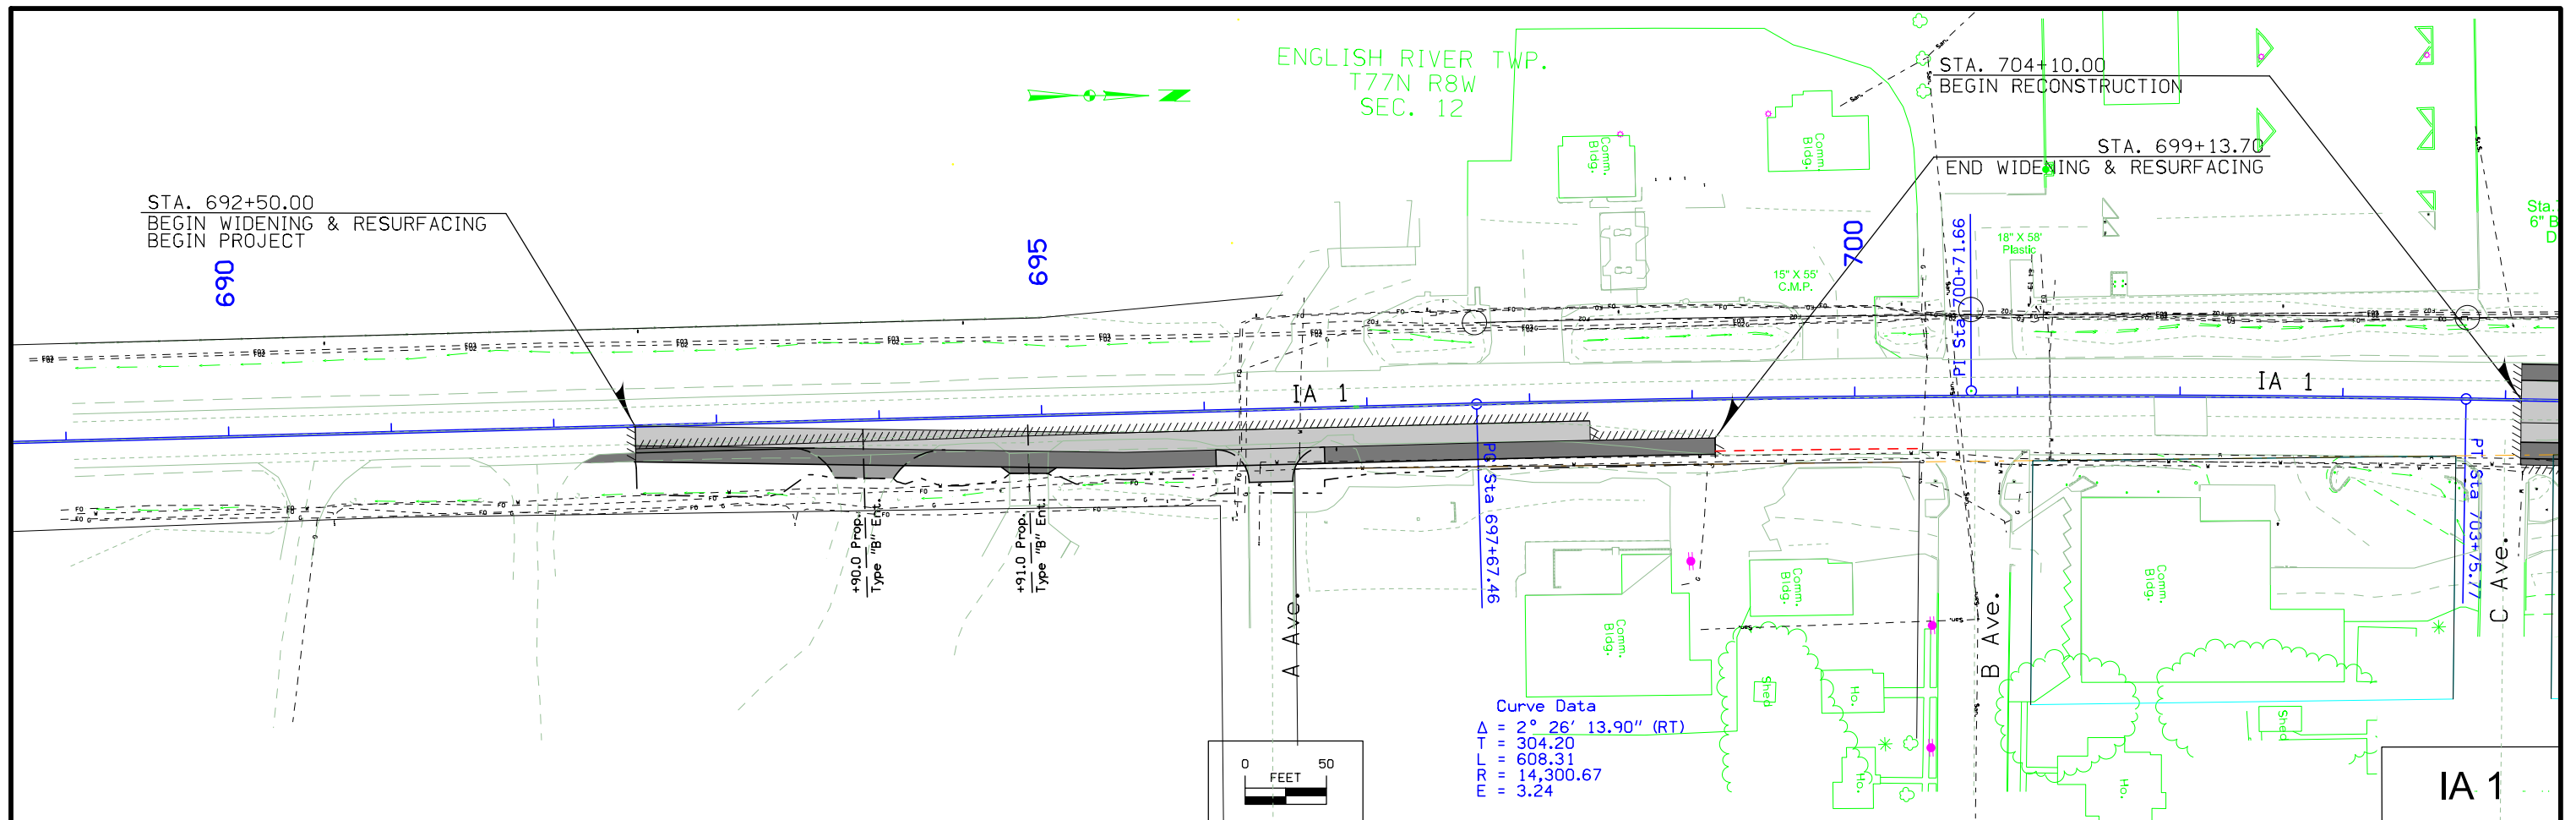 ENGLISH RIVER TWP.
T77N R8W
SEC. 12
STA. 704+10.00
BEGIN RECONSTRUCTION
STA. 699+13.70
END WIDENING & RESURFACING
STA. 692+50.00
BEGIN WIDENING & RESURFACING
BEGIN PROJECT
690
695
700
Comm.
Bldg.
Comm.
Bldg.
15" X 55'
C.M.P.
18" X 58'
Plastic
PI Sta 700+71.66
Sta.
6" B
D
IA 1
IA 1
PC Sta 697+67.46
PT Sta 703+75.77
+90.0 Prop.
Type "B" Ent.
+91.0 Prop.
Type "B" Ent.
A Ave.
B Ave.
C Ave.
Comm.
Bldg.
Comm.
Bldg.
Comm.
Bldg.
Shed
Ho.
Ho.
Ho.
Shed
Curve Data
Δ = 2° 26' 13.90" (RT)
T = 304.20
L = 608.31
R = 14,300.67
E = 3.24
0 50
FEET
IA 1